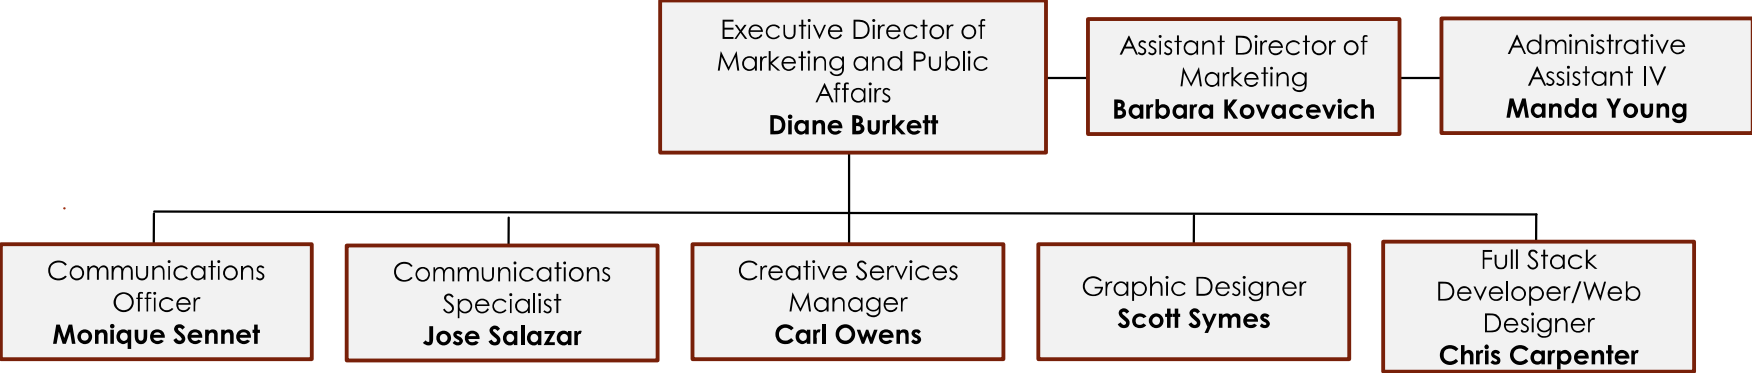 Executive Director of
Marketing and Public
Affairs
Diane Burkett
Assistant Director of
Marketing
Barbara Kovacevich
Administrative
Assistant IV
Manda Young
Communications
Officer
Monique Sennet
Communications
Specialist
Jose Salazar
Creative Services
Manager
Carl Owens
Graphic Designer
Scott Symes
Full Stack
Developer/Web
Designer
Chris Carpenter